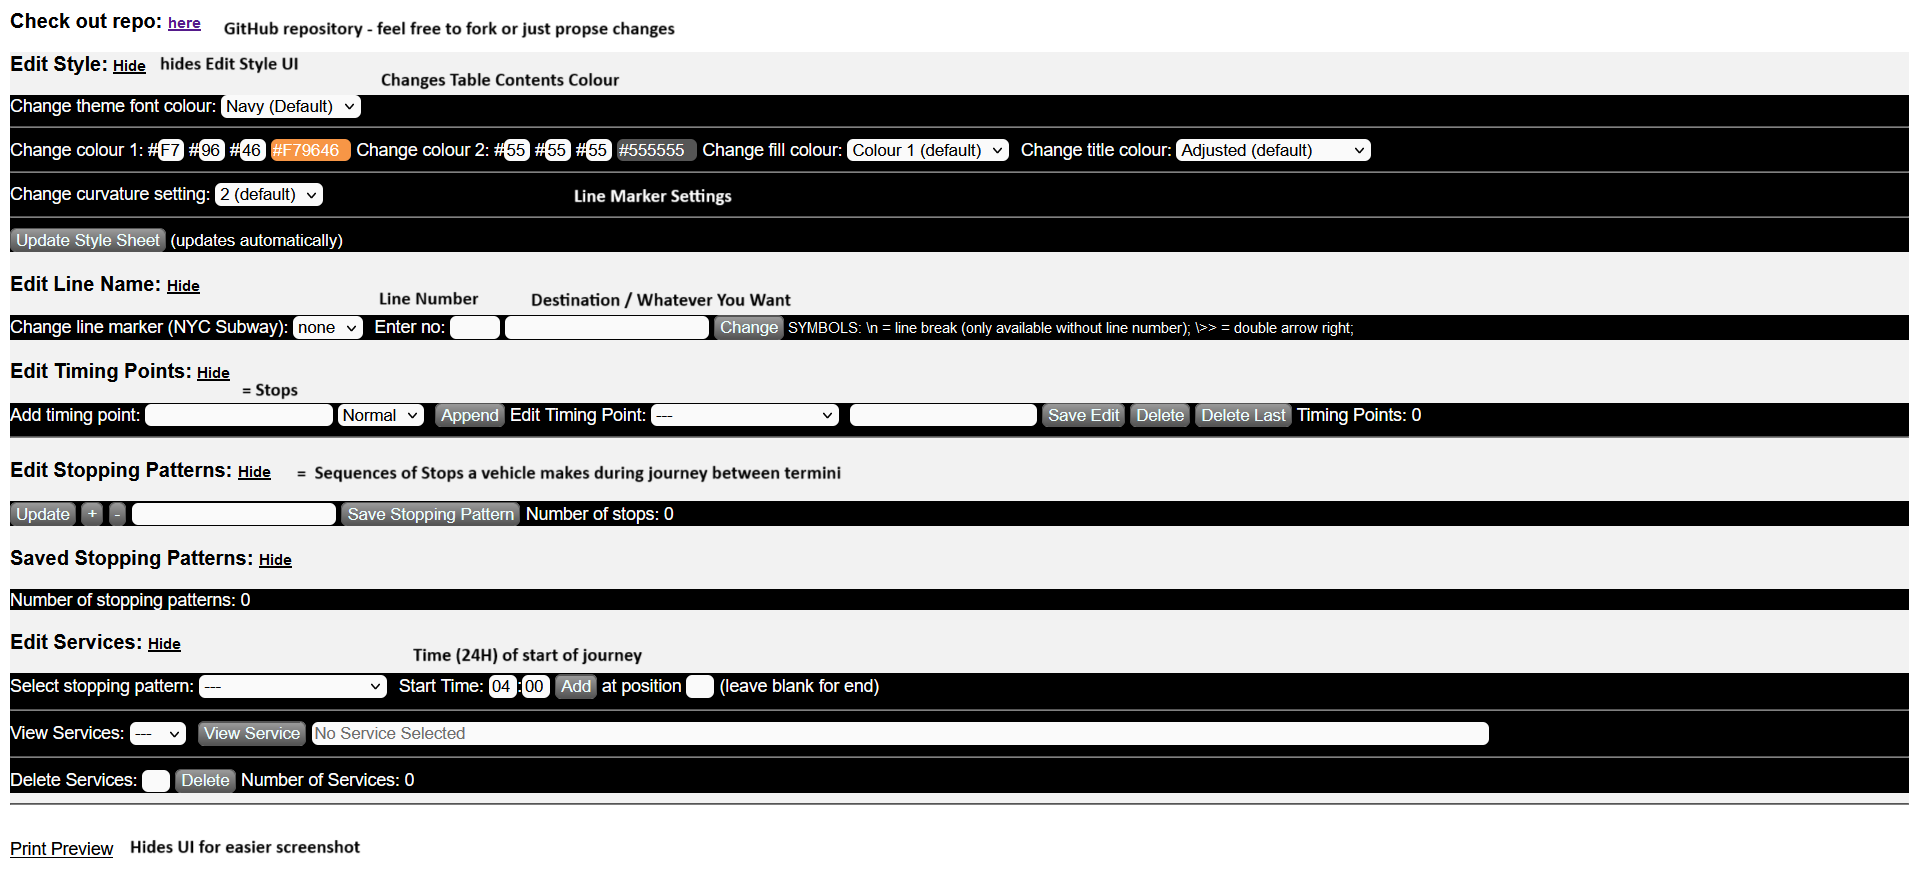 Check out repo: here GitHub repository - feel free to fork or just propse changes
Edit Style: Hide hides Edit Style UI
Changes Table Contents Colour
Change theme font colour: Navy (Default)
Change colour 1: #F7 #96 #46 #F79646 Change colour 2: #55 #55 #55 #555555 Change fill colour: Colour 1 (default) Change title colour: Adjusted (default)
Change curvature setting: 2 (default) Line Marker Settings
Update Style Sheet (updates automatically)
Edit Line Name: Hide
Line Number Destination / Whatever You Want
Change line marker (NYC Subway): none Enter no: Change SYMBOLS: \n = line break (only available without line number); \>> = double arrow right;
Edit Timing Points: Hide
= Stops
Add timing point: Normal Append Edit Timing Point: --- Save Edit Delete Delete Last Timing Points: 0
Edit Stopping Patterns: Hide = Sequences of Stops a vehicle makes during journey between termini
Update + - Save Stopping Pattern Number of stops: 0
Saved Stopping Patterns: Hide
Number of stopping patterns: 0
Edit Services: Hide
Time (24H) of start of journey
Select stopping pattern: --- Start Time: 04:00 Add at position (leave blank for end)
View Services: --- View Service No Service Selected
Delete Services: Delete Number of Services: 0
Print Preview Hides UI for easier screenshot